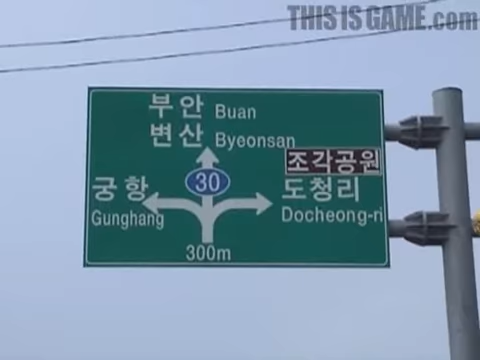 THIS IS GAME.com
부안 Buan
변산 Byeonsan
조각공원
30
궁항
도청리
Gunghang
Docheong-ri
300m